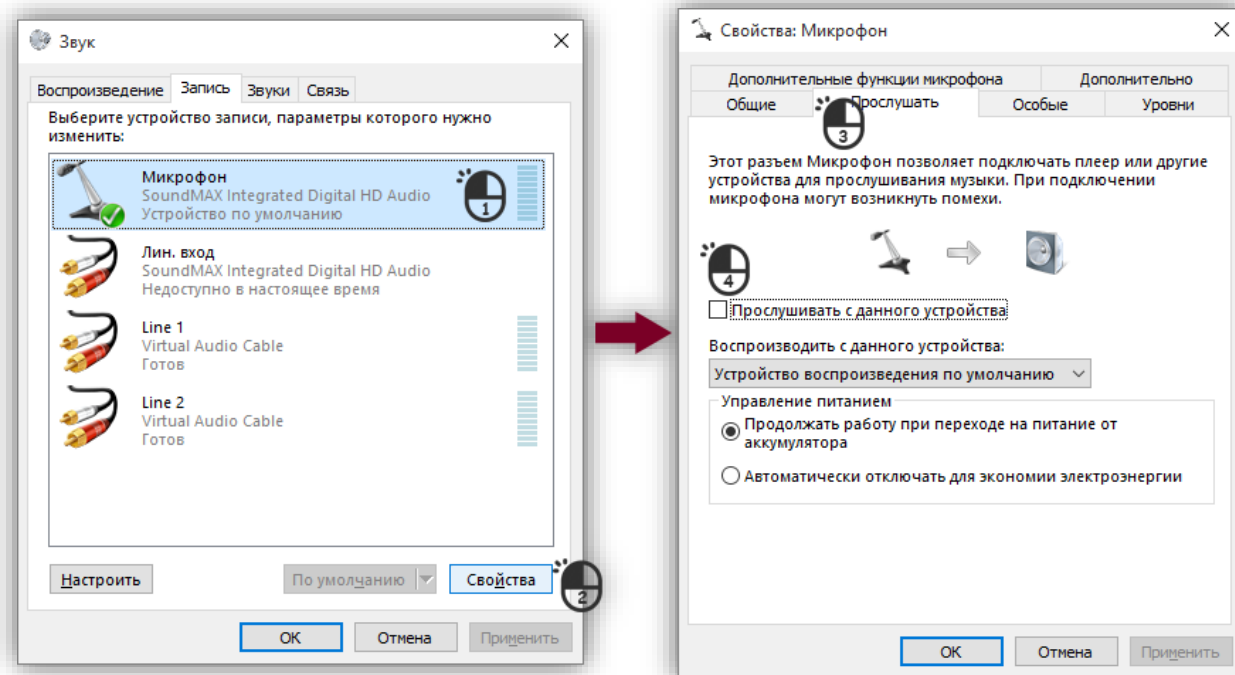 Звук
Воспроизведение Запись Звуки Связь
Выберите устройство записи, параметры которого нужно
изменить:
Микрофон
SoundMAX Integrated Digital HD Audio
Устройство по умолчанию
1
Лин. вход
SoundMAX Integrated Digital HD Audio
Недоступно в настоящее время
Line 1
Virtual Audio Cable
Готов
Line 2
Virtual Audio Cable
Готов
Настроить По умолчанию Свойства
2
ОК Отмена Применить
Свойства: Микрофон
Дополнительные функции микрофона Дополнительно
Общие Прослушать Особые Уровни
3
Этот разъем Микрофон позволяет подключать плеер или другие
устройства для прослушивания музыки. При подключении
микрофона могут возникнуть помехи.
4
Прослушивать с данного устройства
Воспроизводить с данного устройства:
Устройство воспроизведения по умолчанию
Управление питанием
Продолжать работу при переходе на питание от
аккумулятора
Автоматически отключать для экономии электроэнергии
ОК Отмена Применить